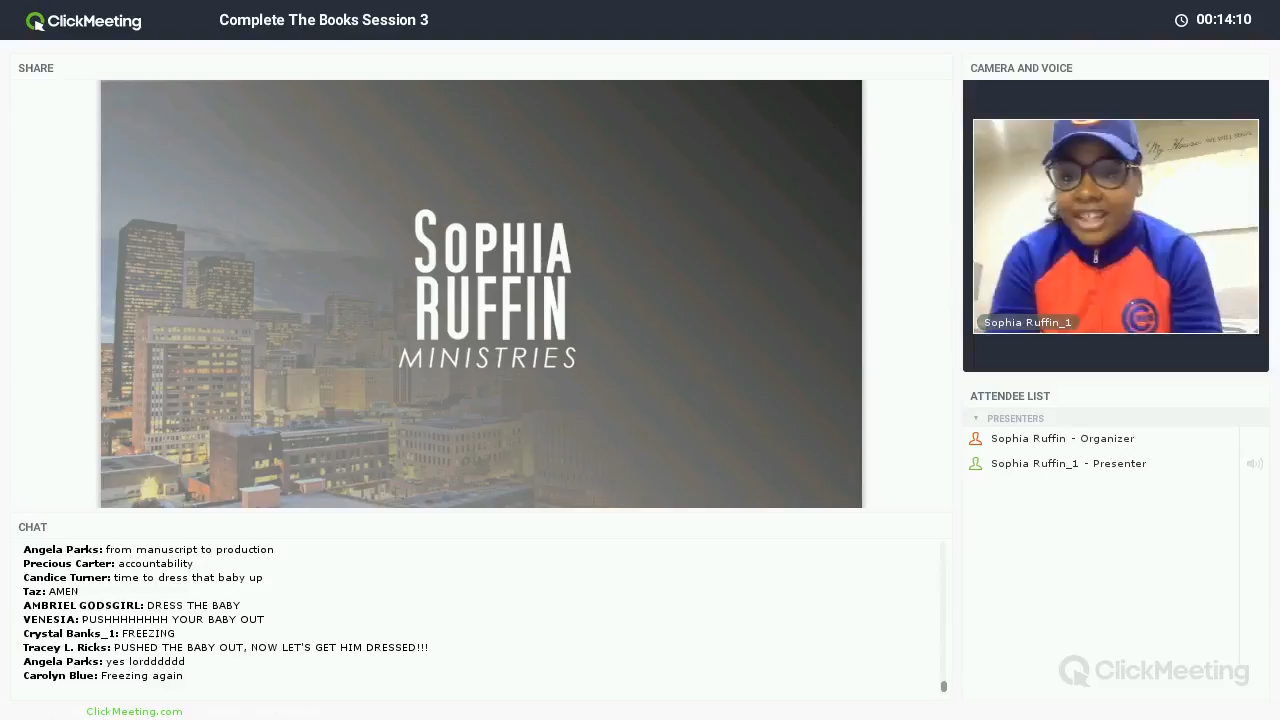 ClickMeeting
Complete The Books Session 3
00:14:10
SHARE
CAMERA AND VOICE
SOPHIA
RUFFIN
MINISTRIES
My House
Sophia Ruffin_1
ATTENDEE LIST
PRESENTERS
Sophia Ruffin - Organizer
Sophia Ruffin_1 - Presenter
CHAT
Angela Parks: from manuscript to production
Precious Carter: accountability
Candice Turner: time to dress that baby up
Taz: AMEN
AMBRIEL GODSGIRL: DRESS THE BABY
VENESIA: PUSHHHHHHHH YOUR BABY OUT
Crystal Banks_1: FREEZING
Tracey L. Ricks: PUSHED THE BABY OUT, NOW LET'S GET HIM DRESSED!!!
Angela Parks: yes lordddddd
Carolyn Blue: Freezing again
ClickMeeting
ClickMeeting.com